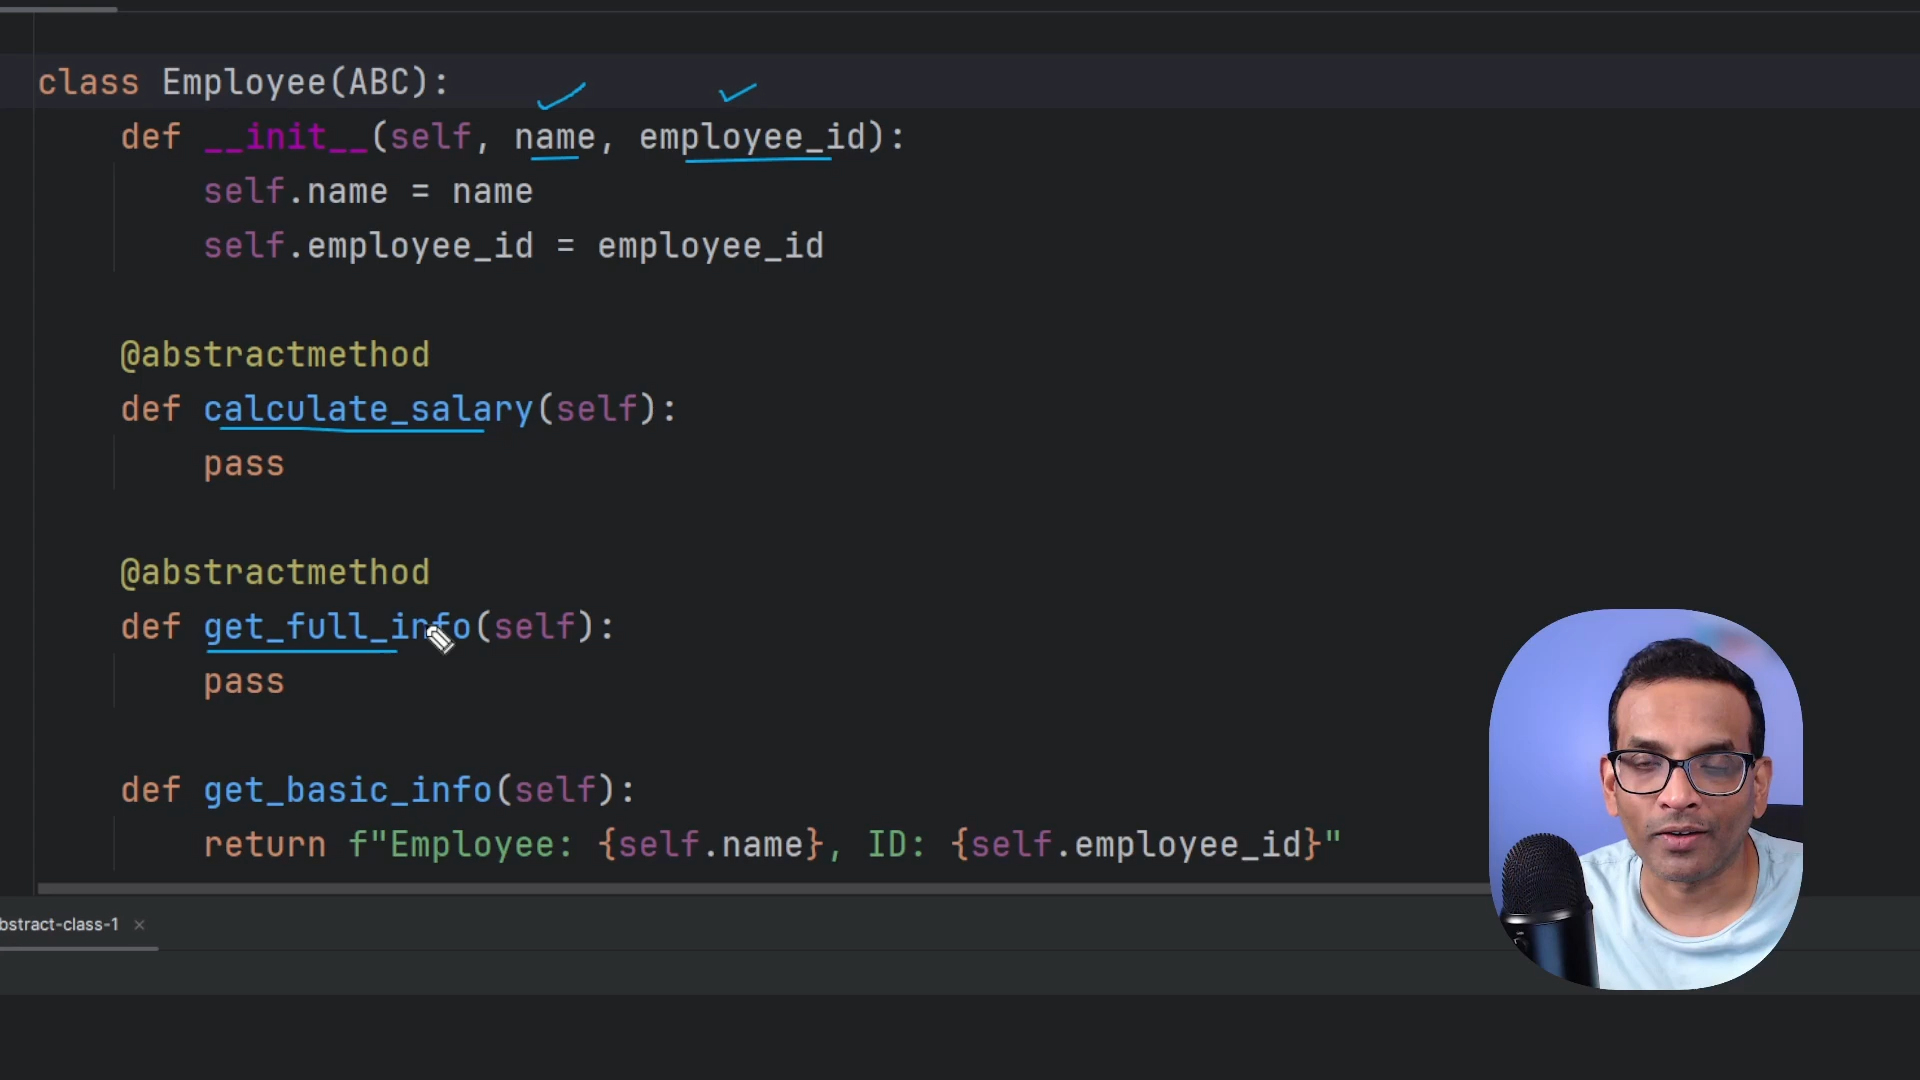 class Employee(ABC):
def __init__(self, name, employee_id):
self.name = name
self.employee_id = employee_id
@abstractmethod
def calculate_salary(self):
pass
@abstractmethod
def get_full_info(self):
pass
def get_basic_info(self):
return f"Employee: {self.name}, ID: {self.employee_id}"
bstract-class-1 ×